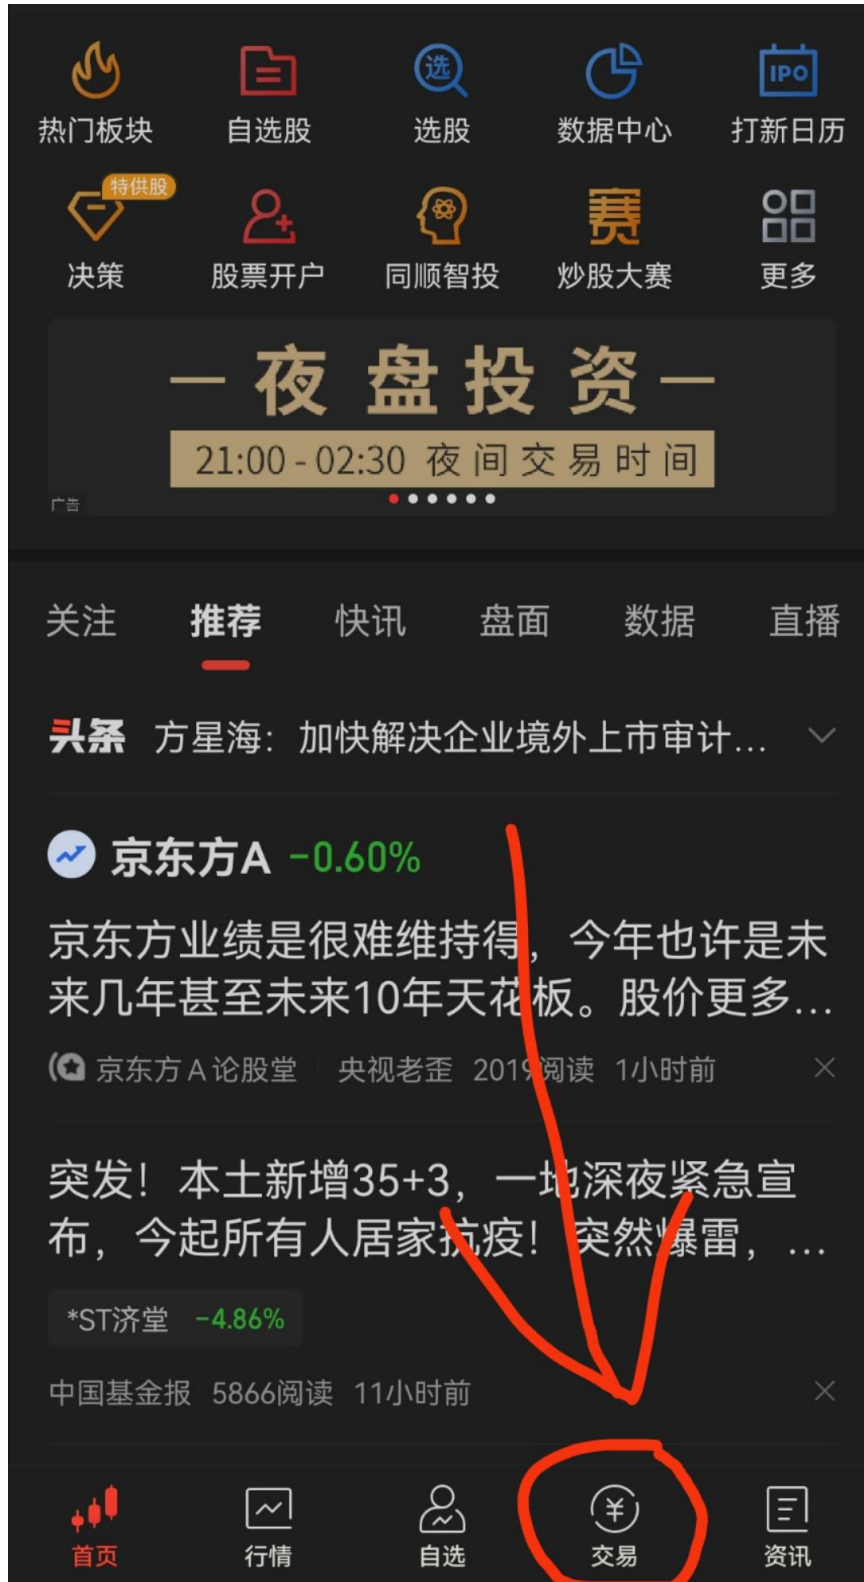 热门板块 自选股 选股 数据中心 打新日历
选
IPO
特供股
赛
决策 股票开户 同顺智投 炒股大赛 更多
一夜盘投资一
21:00 - 02:30 夜间交易时间
广告
关注 推荐 快讯 盘面 数据 直播
头条 方星海：加快解决企业境外上市审计...
京东方A -0.60%
京东方业绩是很难维持得，今年也许是未
来几年甚至未来10年天花板。股价更多...
京东方A论股堂 央视老歪 2019阅读 1小时前
突发！本土新增35+3，一地深夜紧急宣
布，今起所有人居家抗疫！突然爆雷，...
*ST济堂 -4.86%
中国基金报 5866阅读 11小时前
¥
首页 行情 自选 交易 资讯